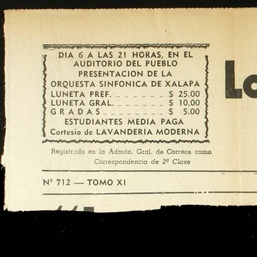 DIA 6 A LAS 21 HORAS, EN EL
AUDITORIO DEL PUEBLO
PRESENTACION DE LA
ORQUESTA SINFONICA DE XALAPA
LUNETA PREF. - - - - $ 25.00
LUNETA GRAL. - - - - $ 10.00
GRADAS - - - - - - $ 5.00
ESTUDIANTES MEDIA PAGA
Cortesía de LAVANDERIA MODERNA
Registrado en la Admón. Gral. de Correos como
Correspondencia de 2ª Clase
Nº 712 — TOMO XI